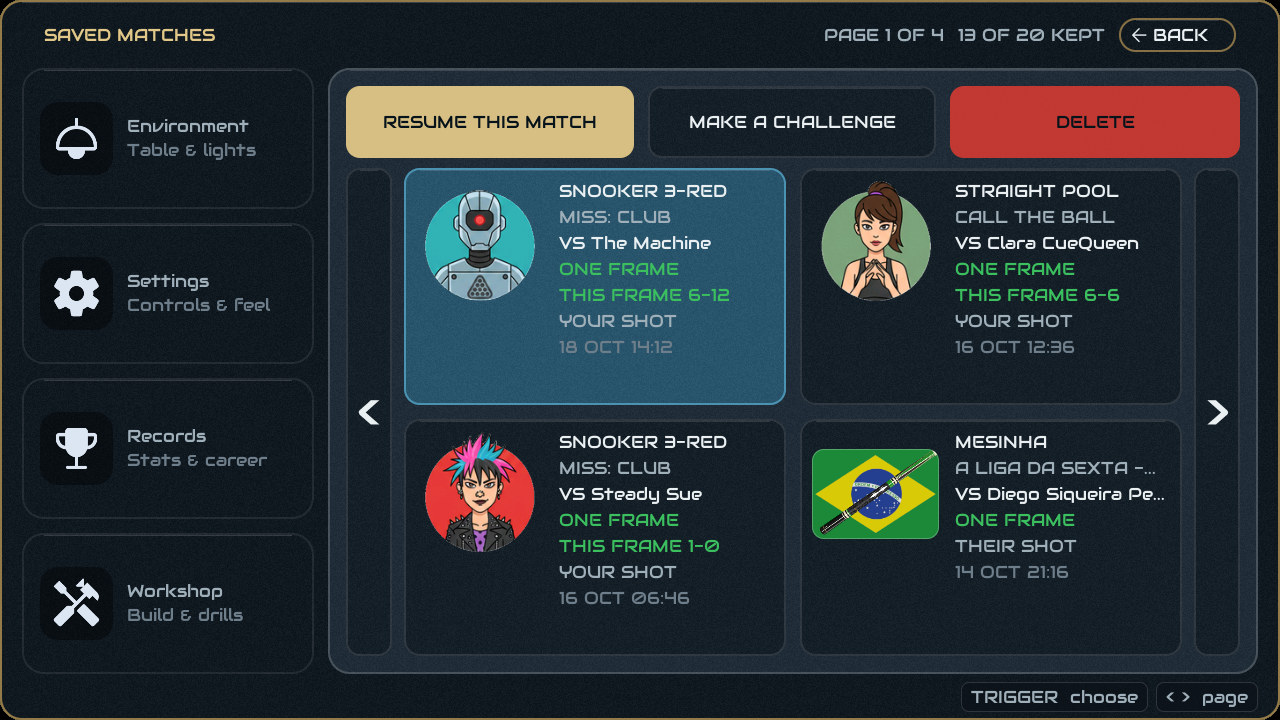 SAVED MATCHES
PAGE 1 OF 4 13 OF 20 KEPT
← BACK
Environment
Table & lights
Settings
Controls & feel
Records
Stats & career
Workshop
Build & drills
RESUME THIS MATCH
MAKE A CHALLENGE
DELETE
SNOOKER 3-RED
MISS: CLUB
VS The Machine
ONE FRAME
THIS FRAME 6-12
YOUR SHOT
18 OCT 14:12
STRAIGHT POOL
CALL THE BALL
VS Clara CueQueen
ONE FRAME
THIS FRAME 6-6
YOUR SHOT
16 OCT 12:36
SNOOKER 3-RED
MISS: CLUB
VS Steady Sue
ONE FRAME
THIS FRAME 1-0
YOUR SHOT
16 OCT 06:46
MESINHA
A LIGA DA SEXTA -...
VS Diego Siqueira Pe...
ONE FRAME
THEIR SHOT
14 OCT 21:16
TRIGGER choose
< > page